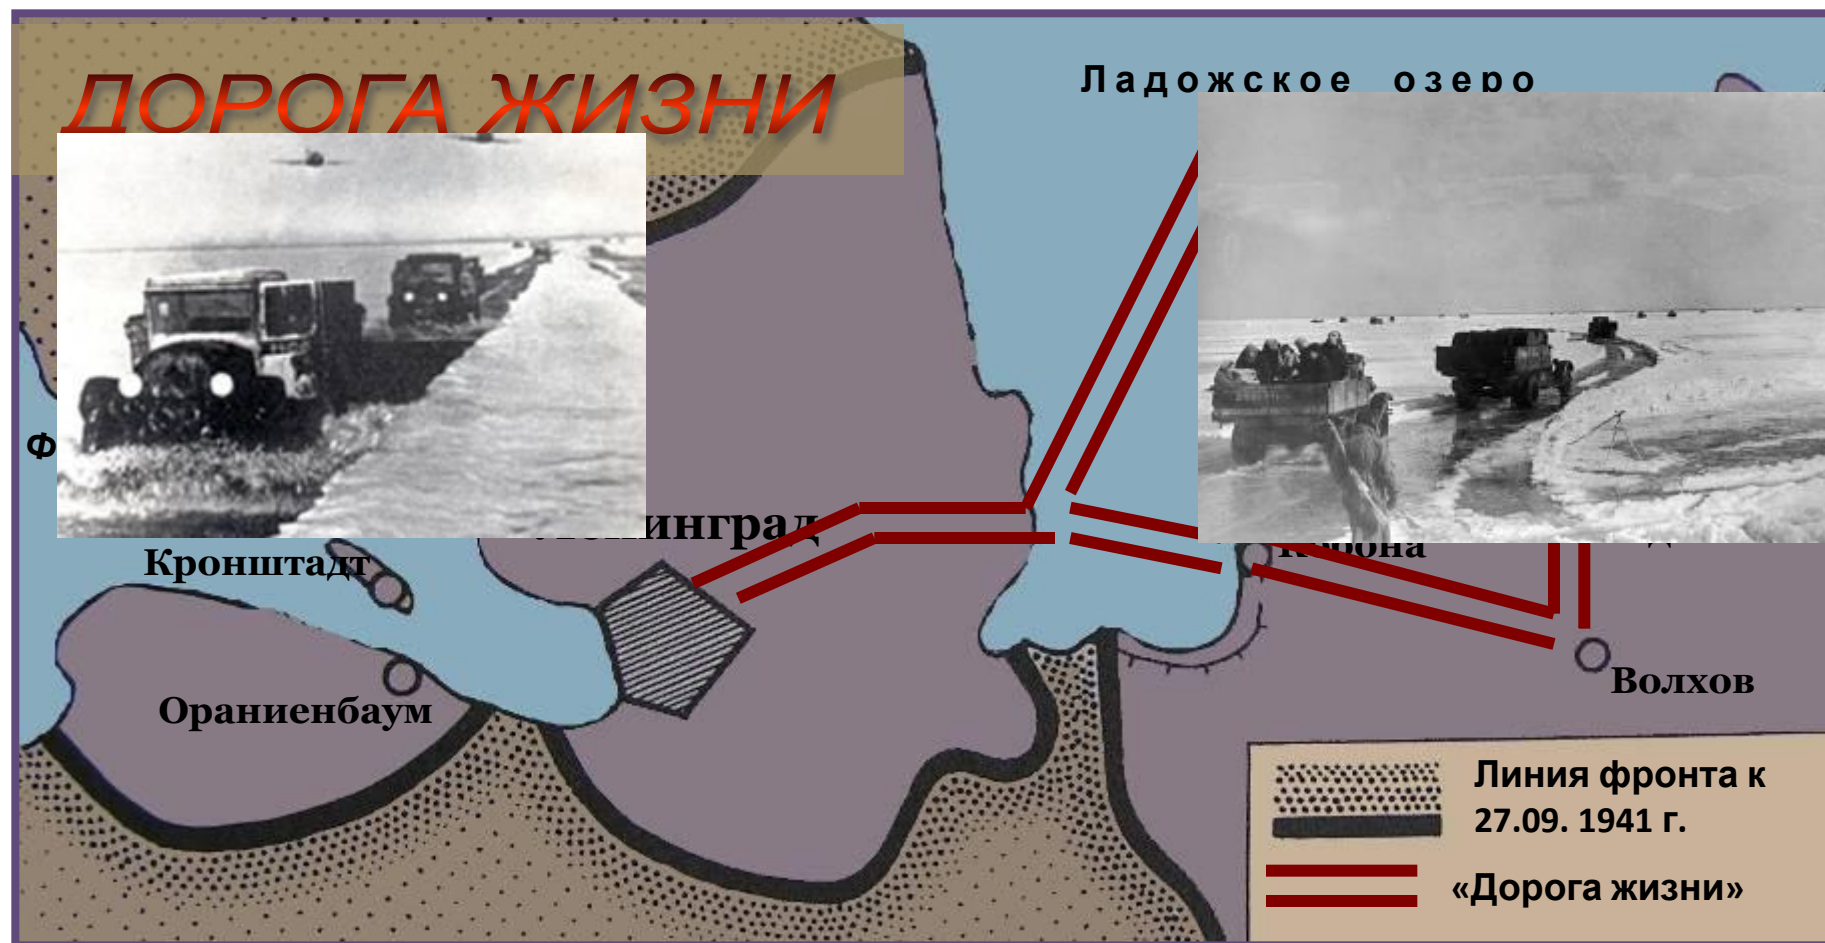 ДОРОГА ЖИЗНИ
Ладожское озеро
Кронштадт
Ораниенбаум
Волхов
Линия фронта к
27.09. 1941 г.
«Дорога жизни»